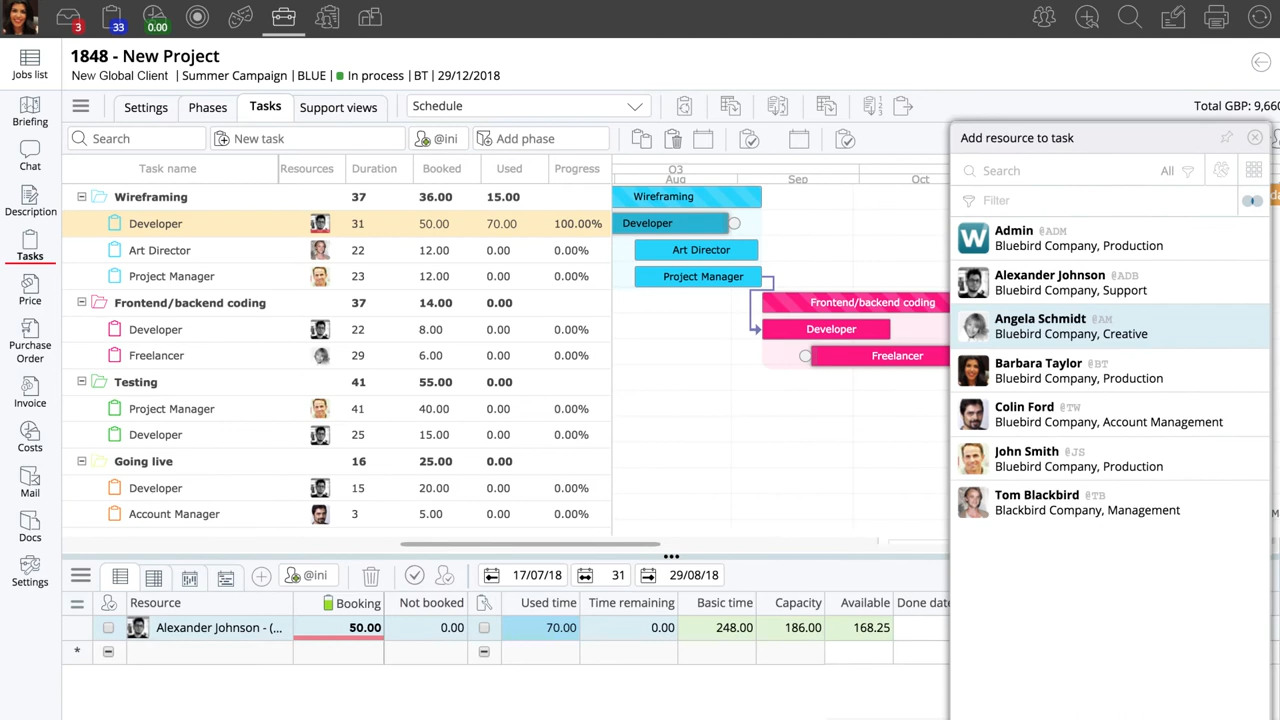 3
33
0.00
Jobs list
1848 - New Project
New Global Client | Summer Campaign | BLUE | In process | BT | 29/12/2018
Briefing
Settings Phases Tasks Support views Schedule
Total GBP: 9,660
Search New task @ini Add phase
Add resource to task
Chat
Description
Tasks
Price
Purchase Order
Invoice
Costs
Mail
Docs
Settings
Task name Resources Duration Booked Used Progress
Wireframing 37 36.00 15.00
Developer 31 50.00 70.00 100.00%
Art Director 22 12.00 0.00 0.00%
Project Manager 23 12.00 0.00 0.00%
Frontend/backend coding 37 14.00 0.00
Developer 22 8.00 0.00 0.00%
Freelancer 29 6.00 0.00 0.00%
Testing 41 55.00 0.00
Project Manager 41 40.00 0.00 0.00%
Developer 25 15.00 0.00 0.00%
Going live 16 25.00 0.00
Developer 15 20.00 0.00 0.00%
Account Manager 3 5.00 0.00 0.00%
Q3
Aug Sep Oct
Wireframing
Developer
Art Director
Project Manager
Frontend/backend coding
Developer
Freelancer
Search All
Filter
Admin @ADM
Bluebird Company, Production
Alexander Johnson @ADB
Bluebird Company, Support
Angela Schmidt @AM
Bluebird Company, Creative
Barbara Taylor @BT
Bluebird Company, Production
Colin Ford @TW
Bluebird Company, Account Management
John Smith @JS
Bluebird Company, Production
Tom Blackbird @TB
Blackbird Company, Management
@ini 17/07/18 31 29/08/18
Resource Booking Not booked Used time Time remaining Basic time Capacity Available Done date
Alexander Johnson - (... 50.00 0.00 70.00 0.00 248.00 186.00 168.25
*